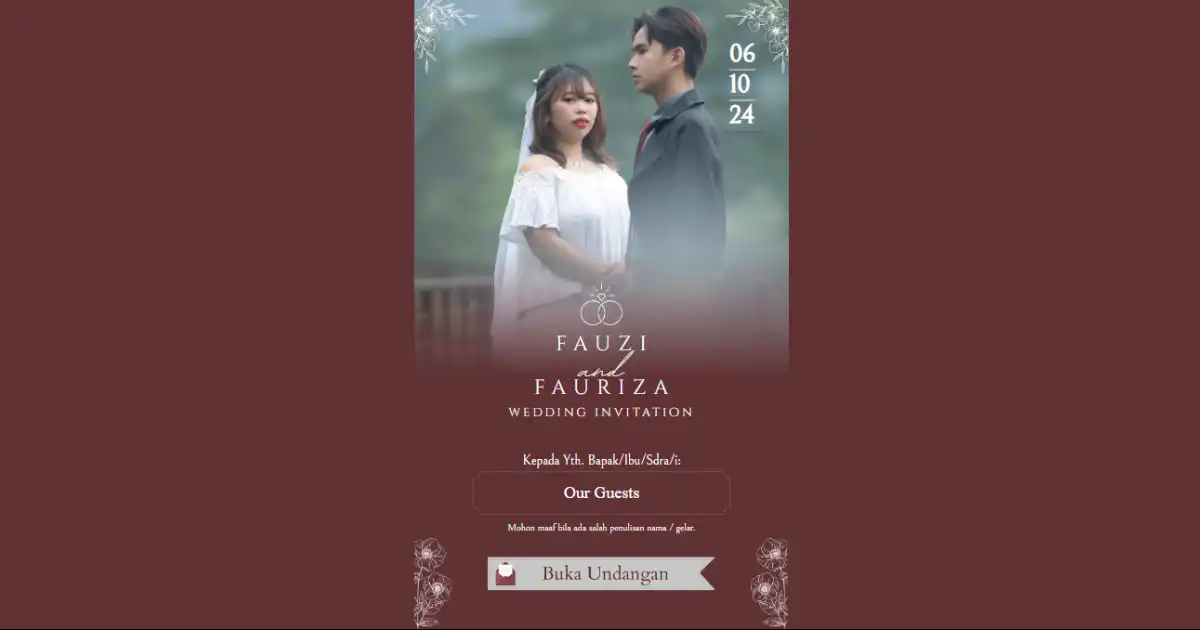 06
10
24
FAUZI
and
FAURIZA
WEDDING INVITATION
Kepada Yth. Bapak/Ibu/Sdra/i:
Our Guests
Mohon maaf bila ada salah penulisan nama / gelar.
Buka Undangan